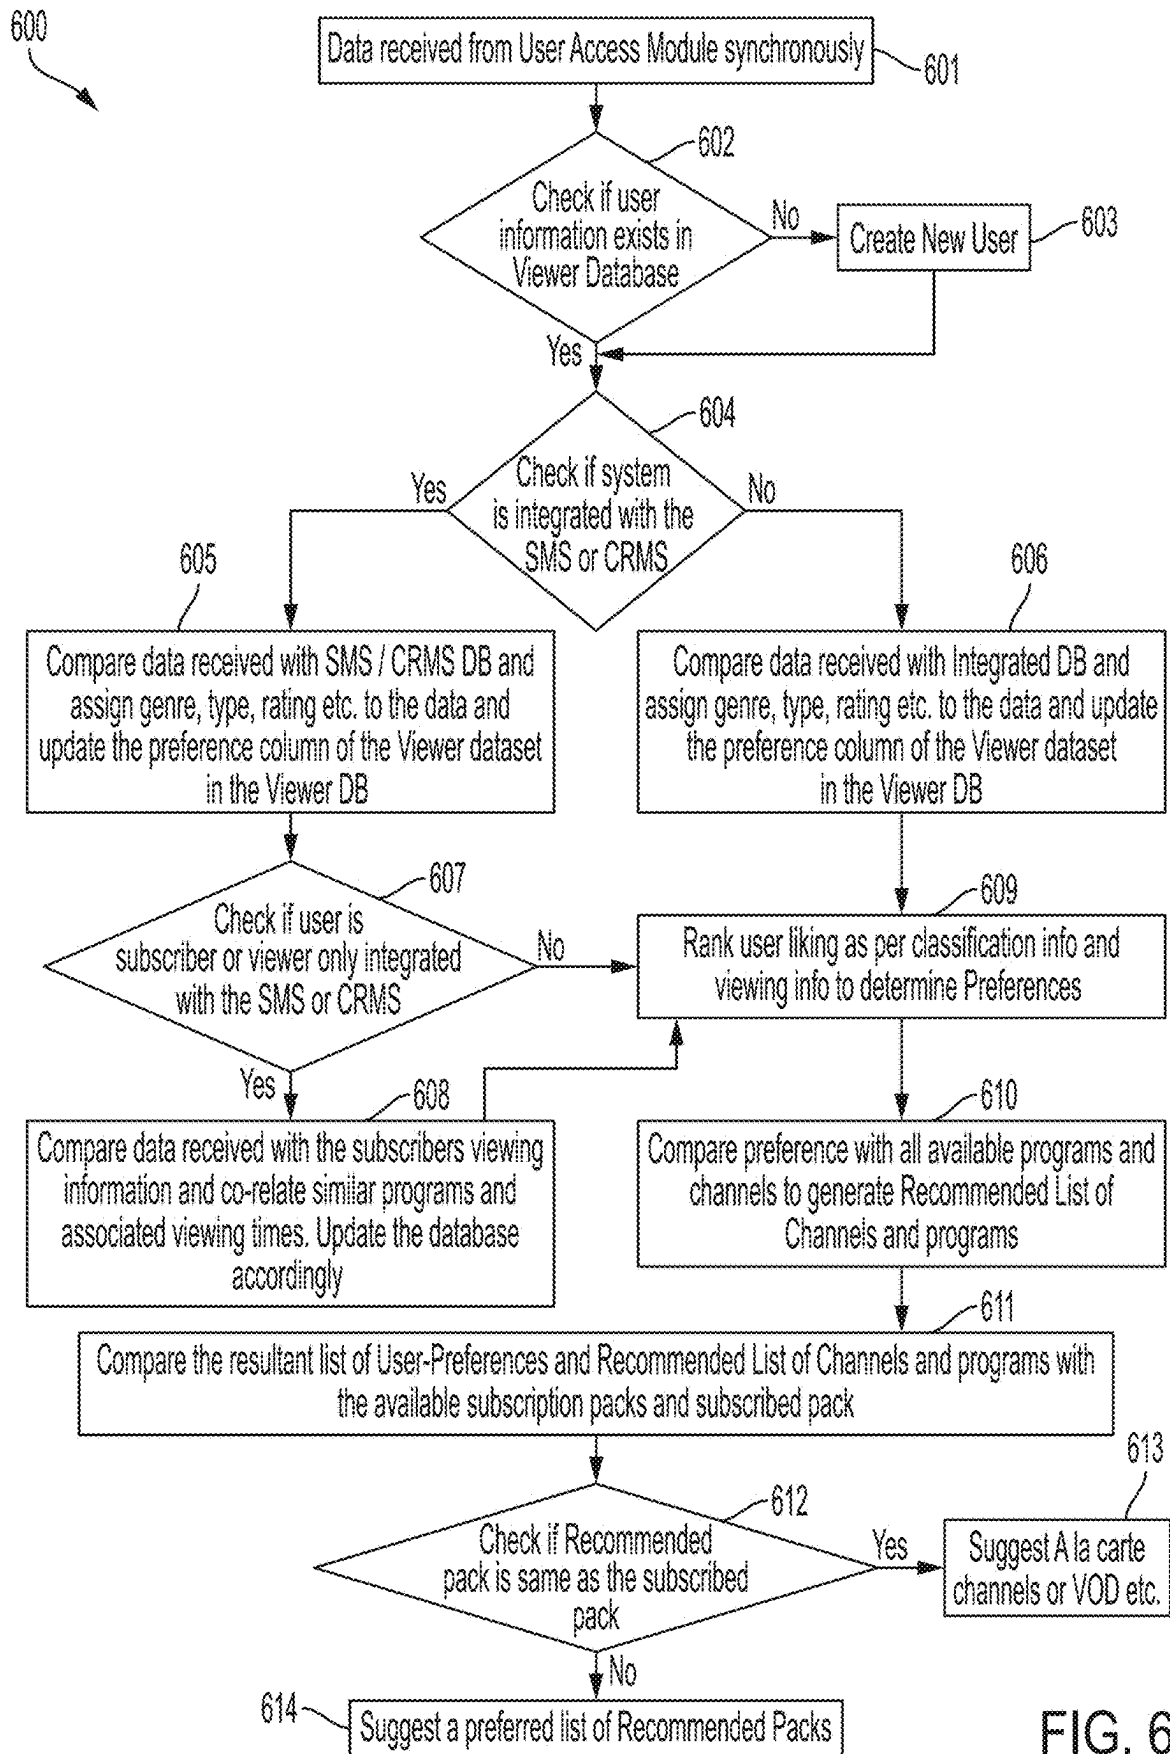 600
Data received from User Access Module synchronously
601
602
Check if user
information exists in
Viewer Database
No
Create New User
603
Yes
604
Check if system
is integrated with the
SMS or CRMS
Yes
No
605
606
Compare data received with SMS / CRMS DB and
assign genre, type, rating etc. to the data and
update the preference column of the Viewer dataset
in the Viewer DB
Compare data received with Integrated DB and
assign genre, type, rating etc. to the data and update
the preference column of the Viewer dataset
in the Viewer DB
607
Check if user is
subscriber or viewer only integrated
with the SMS or CRMS
No
609
Rank user liking as per classification info and
viewing info to determine Preferences
Yes
608
Compare data received with the subscribers viewing
information and co-relate similar programs and
associated viewing times. Update the database
accordingly
610
Compare preference with all available programs and
channels to generate Recommended List of
Channels and programs
611
Compare the resultant list of User-Preferences and Recommended List of Channels and programs with
the available subscription packs and subscribed pack
612
Check if Recommended
pack is same as the subscribed
pack
Yes
613
Suggest A la carte
channels or VOD etc.
No
614
Suggest a preferred list of Recommended Packs
FIG. 6